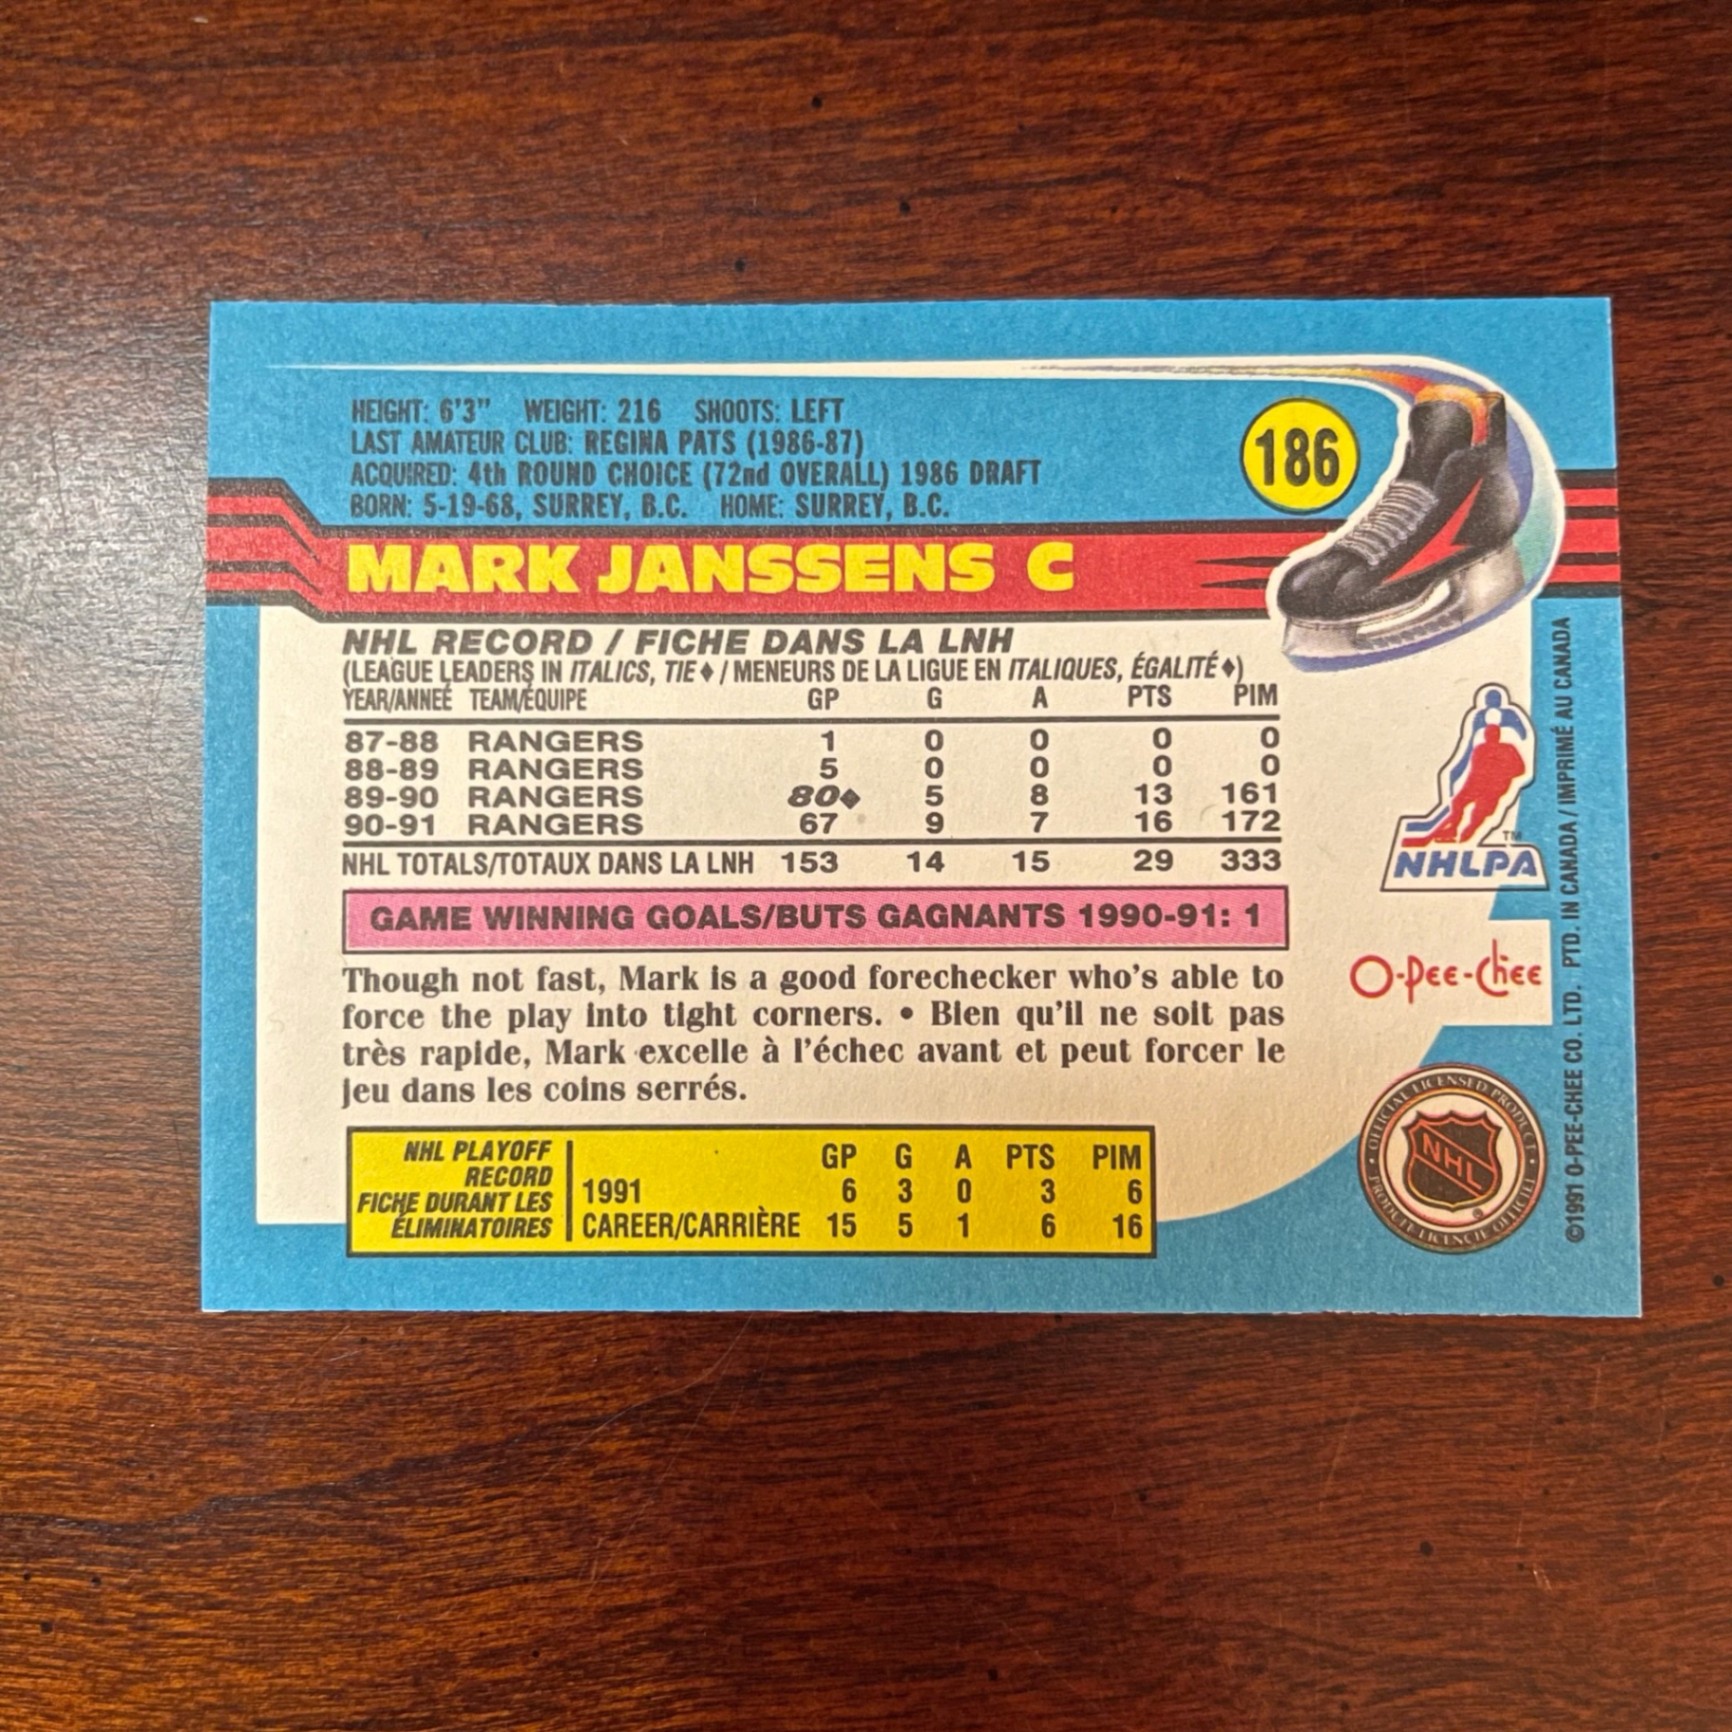 HEIGHT: 6'3" WEIGHT: 216 SHOOTS: LEFT
LAST AMATEUR CLUB: REGINA PATS (1986-87)
ACQUIRED: 4th ROUND CHOICE (72nd OVERALL) 1986 DRAFT
BORN: 5-19-68, SURREY, B.C. HOME: SURREY, B.C.
186
MARK JANSSENS C
NHL RECORD / FICHE DANS LA LNH
(LEAGUE LEADERS IN ITALICS, TIE ♦ / MENEURS DE LA LIGUE EN ITALIQUES, ÉGALITÉ ♦)
YEAR/ANNEÉ TEAM/ÉQUIPE GP G A PTS PIM
87-88 RANGERS 1 0 0 0 0
88-89 RANGERS 5 0 0 0 0
89-90 RANGERS 80♦ 5 8 13 161
90-91 RANGERS 67 9 7 16 172
NHL TOTALS/TOTAUX DANS LA LNH 153 14 15 29 333
GAME WINNING GOALS/BUTS GAGNANTS 1990-91: 1
Though not fast, Mark is a good forechecker who's able to
force the play into tight corners. • Bien qu'il ne soit pas
très rapide, Mark excelle à l'échec avant et peut forcer le
jeu dans les coins serrés.
NHL PLAYOFF
RECORD
FICHE DURANT LES
ÉLIMINATOIRES
GP G A PTS PIM
1991 6 3 0 3 6
CAREER/CARRIÈRE 15 5 1 6 16
TM
NHLPA
O-Pee-Chee
OFFICIAL LICENSED PRODUCT
NHL
®
PRODUIT LICENCIÉ OFFICIEL
©1991 O-PEE-CHEE CO. LTD. PTD. IN CANADA / IMPRIMÉ AU CANADA